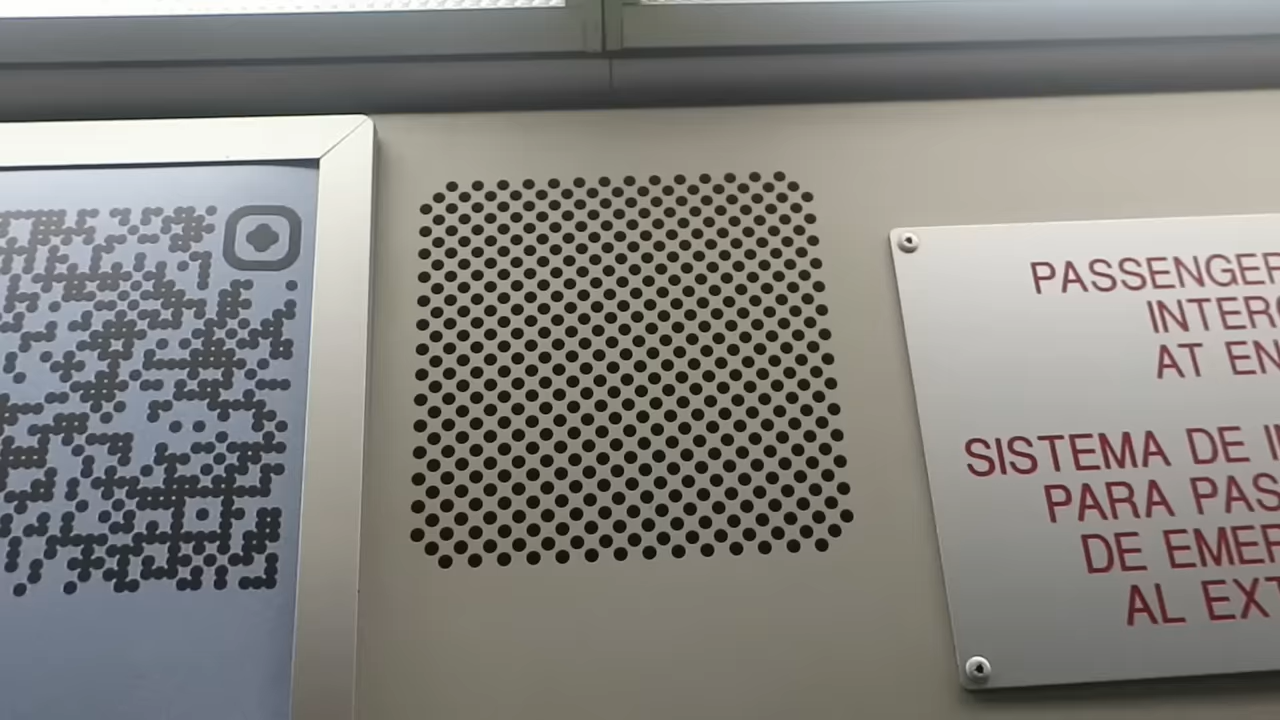 PASSENGER
INTER
AT EN
SISTEMA DE
PARA PAS
DE EMER
AL EXT